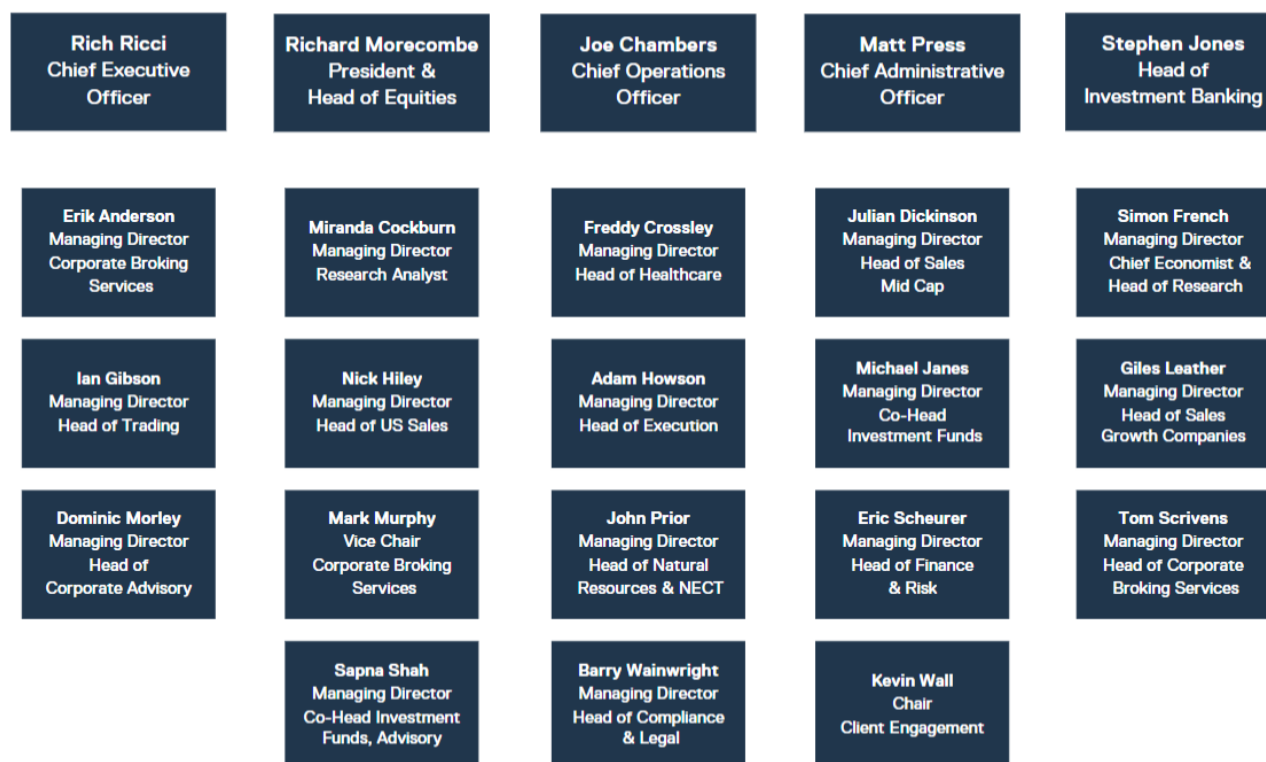 Rich Ricci
Chief Executive
Officer
Richard Morecombe
President &
Head of Equities
Joe Chambers
Chief Operations
Officer
Matt Press
Chief Administrative
Officer
Stephen Jones
Head of
Investment Banking
Erik Anderson
Managing Director
Corporate Broking
Services
Miranda Cockburn
Managing Director
Research Analyst
Freddy Crossley
Managing Director
Head of Healthcare
Julian Dickinson
Managing Director
Head of Sales
Mid Cap
Simon French
Managing Director
Chief Economist &
Head of Research
Ian Gibson
Managing Director
Head of Trading
Nick Hiley
Managing Director
Head of US Sales
Adam Howson
Managing Director
Head of Execution
Michael Janes
Managing Director
Co-Head
Investment Funds
Giles Leather
Managing Director
Head of Sales
Growth Companies
Dominic Morley
Managing Director
Head of
Corporate Advisory
Mark Murphy
Vice Chair
Corporate Broking
Services
John Prior
Managing Director
Head of Natural
Resources & NECT
Eric Scheurer
Managing Director
Head of Finance
& Risk
Tom Scrivens
Managing Director
Head of Corporate
Broking Services
Sapna Shah
Managing Director
Co-Head Investment
Funds, Advisory
Barry Wainwright
Managing Director
Head of Compliance
& Legal
Kevin Wall
Chair
Client Engagement